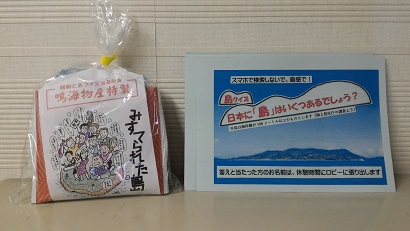 鳴海物屋特製
みすてられた島
スマホで検索しないで、直感で！
島クイズ
日本に「島」はいくつあるでしょう？
答えと当たった方のお名前は、休憩時間にロビーに張り出します